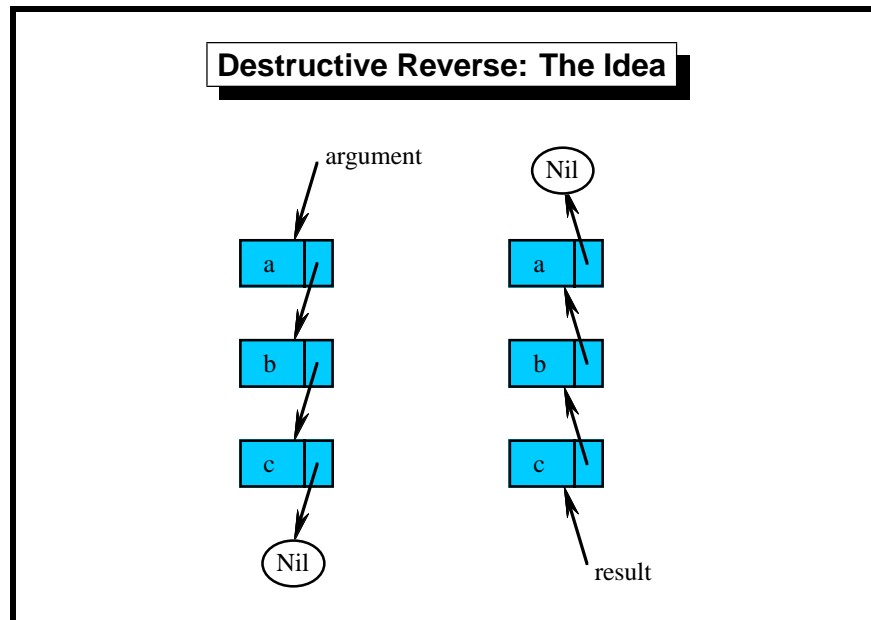 Destructive Reverse: The Idea
argument
Nil
a
a
b
b
c
c
Nil
result